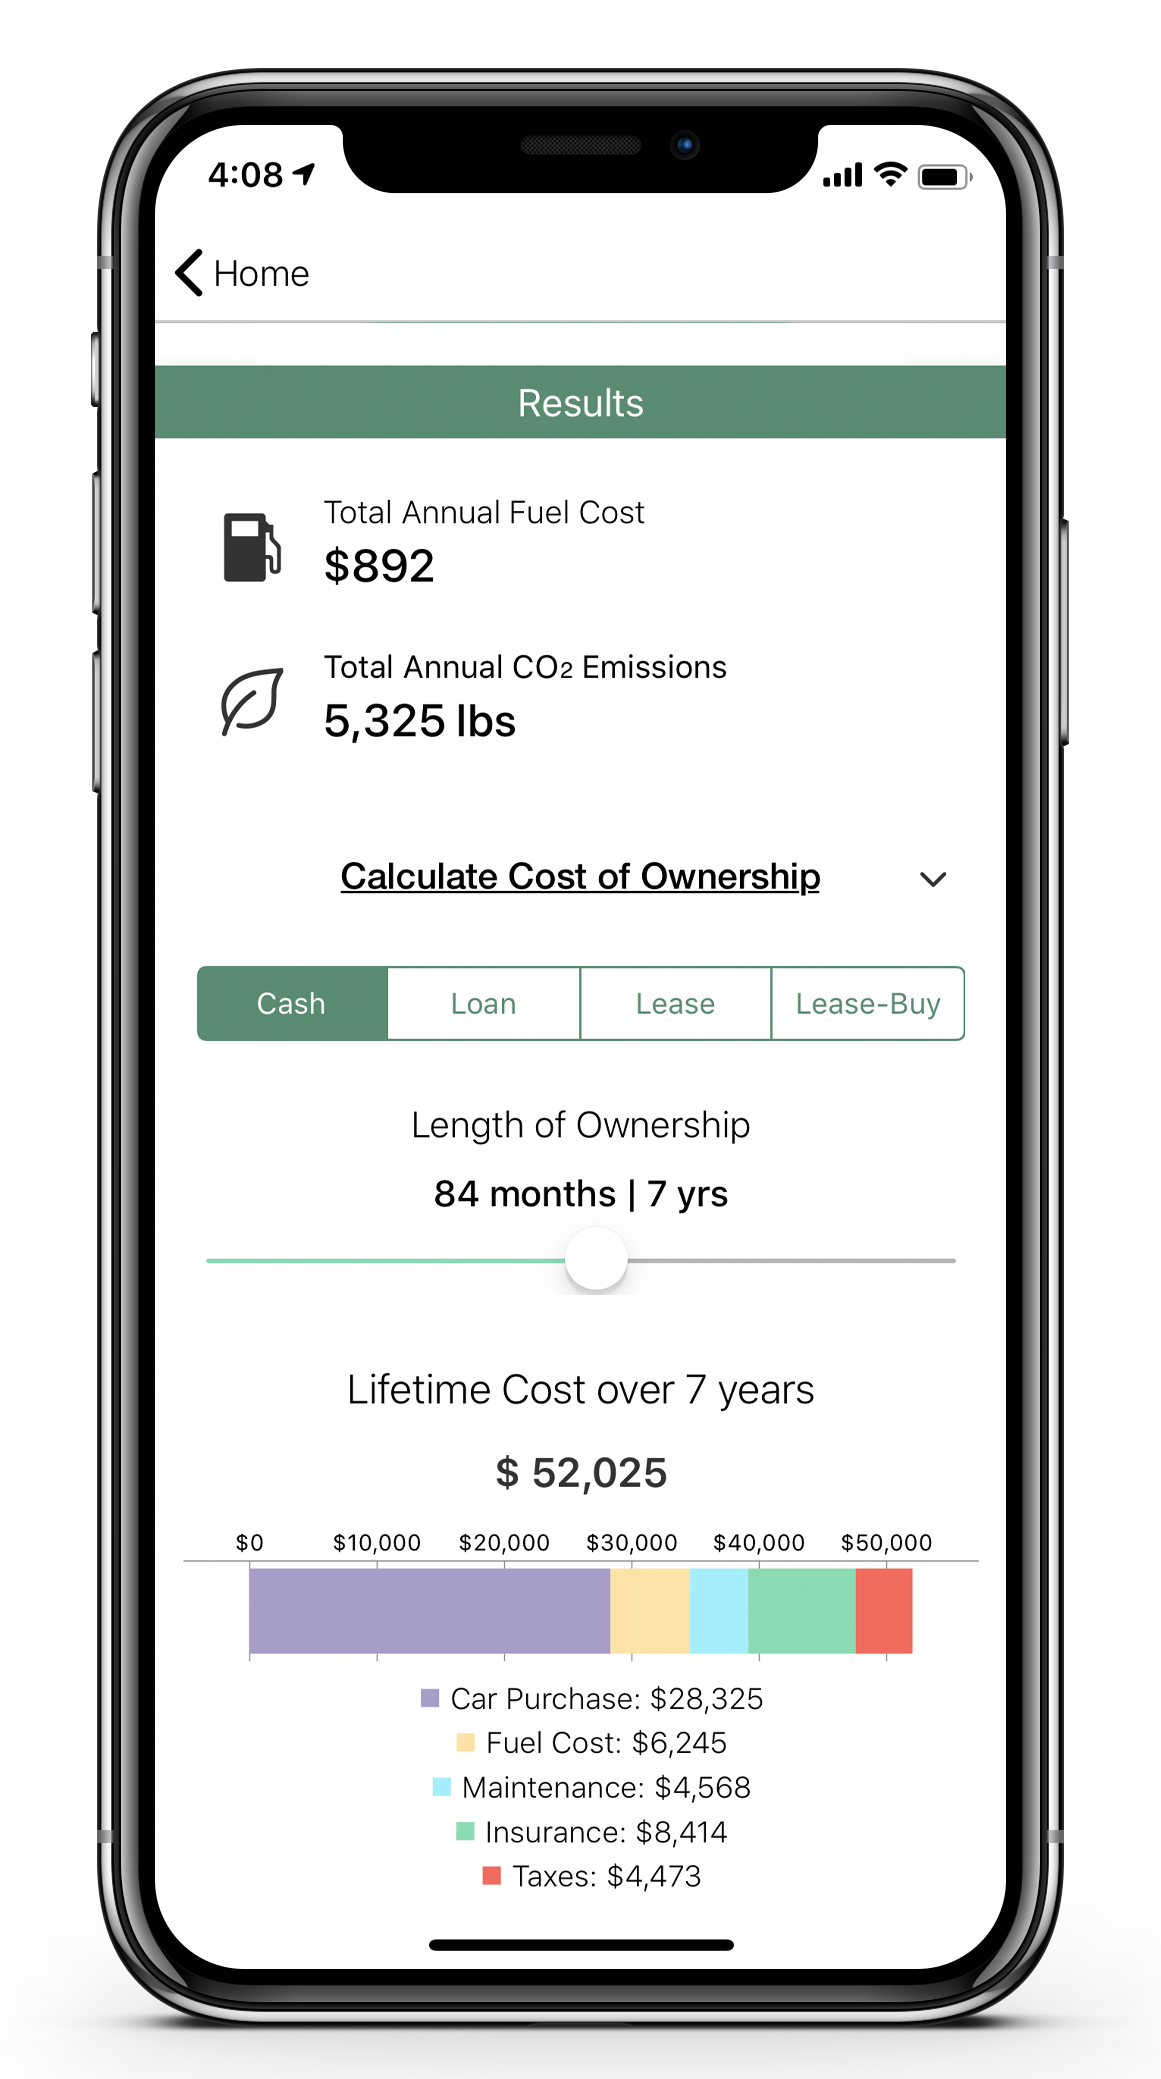 4:08
Home
Results
Total Annual Fuel Cost
$892
Total Annual CO2 Emissions
5,325 lbs
Calculate Cost of Ownership
Cash Loan Lease Lease-Buy
Length of Ownership
84 months | 7 yrs
Lifetime Cost over 7 years
$ 52,025
$0 $10,000 $20,000 $30,000 $40,000 $50,000
Car Purchase: $28,325
Fuel Cost: $6,245
Maintenance: $4,568
Insurance: $8,414
Taxes: $4,473